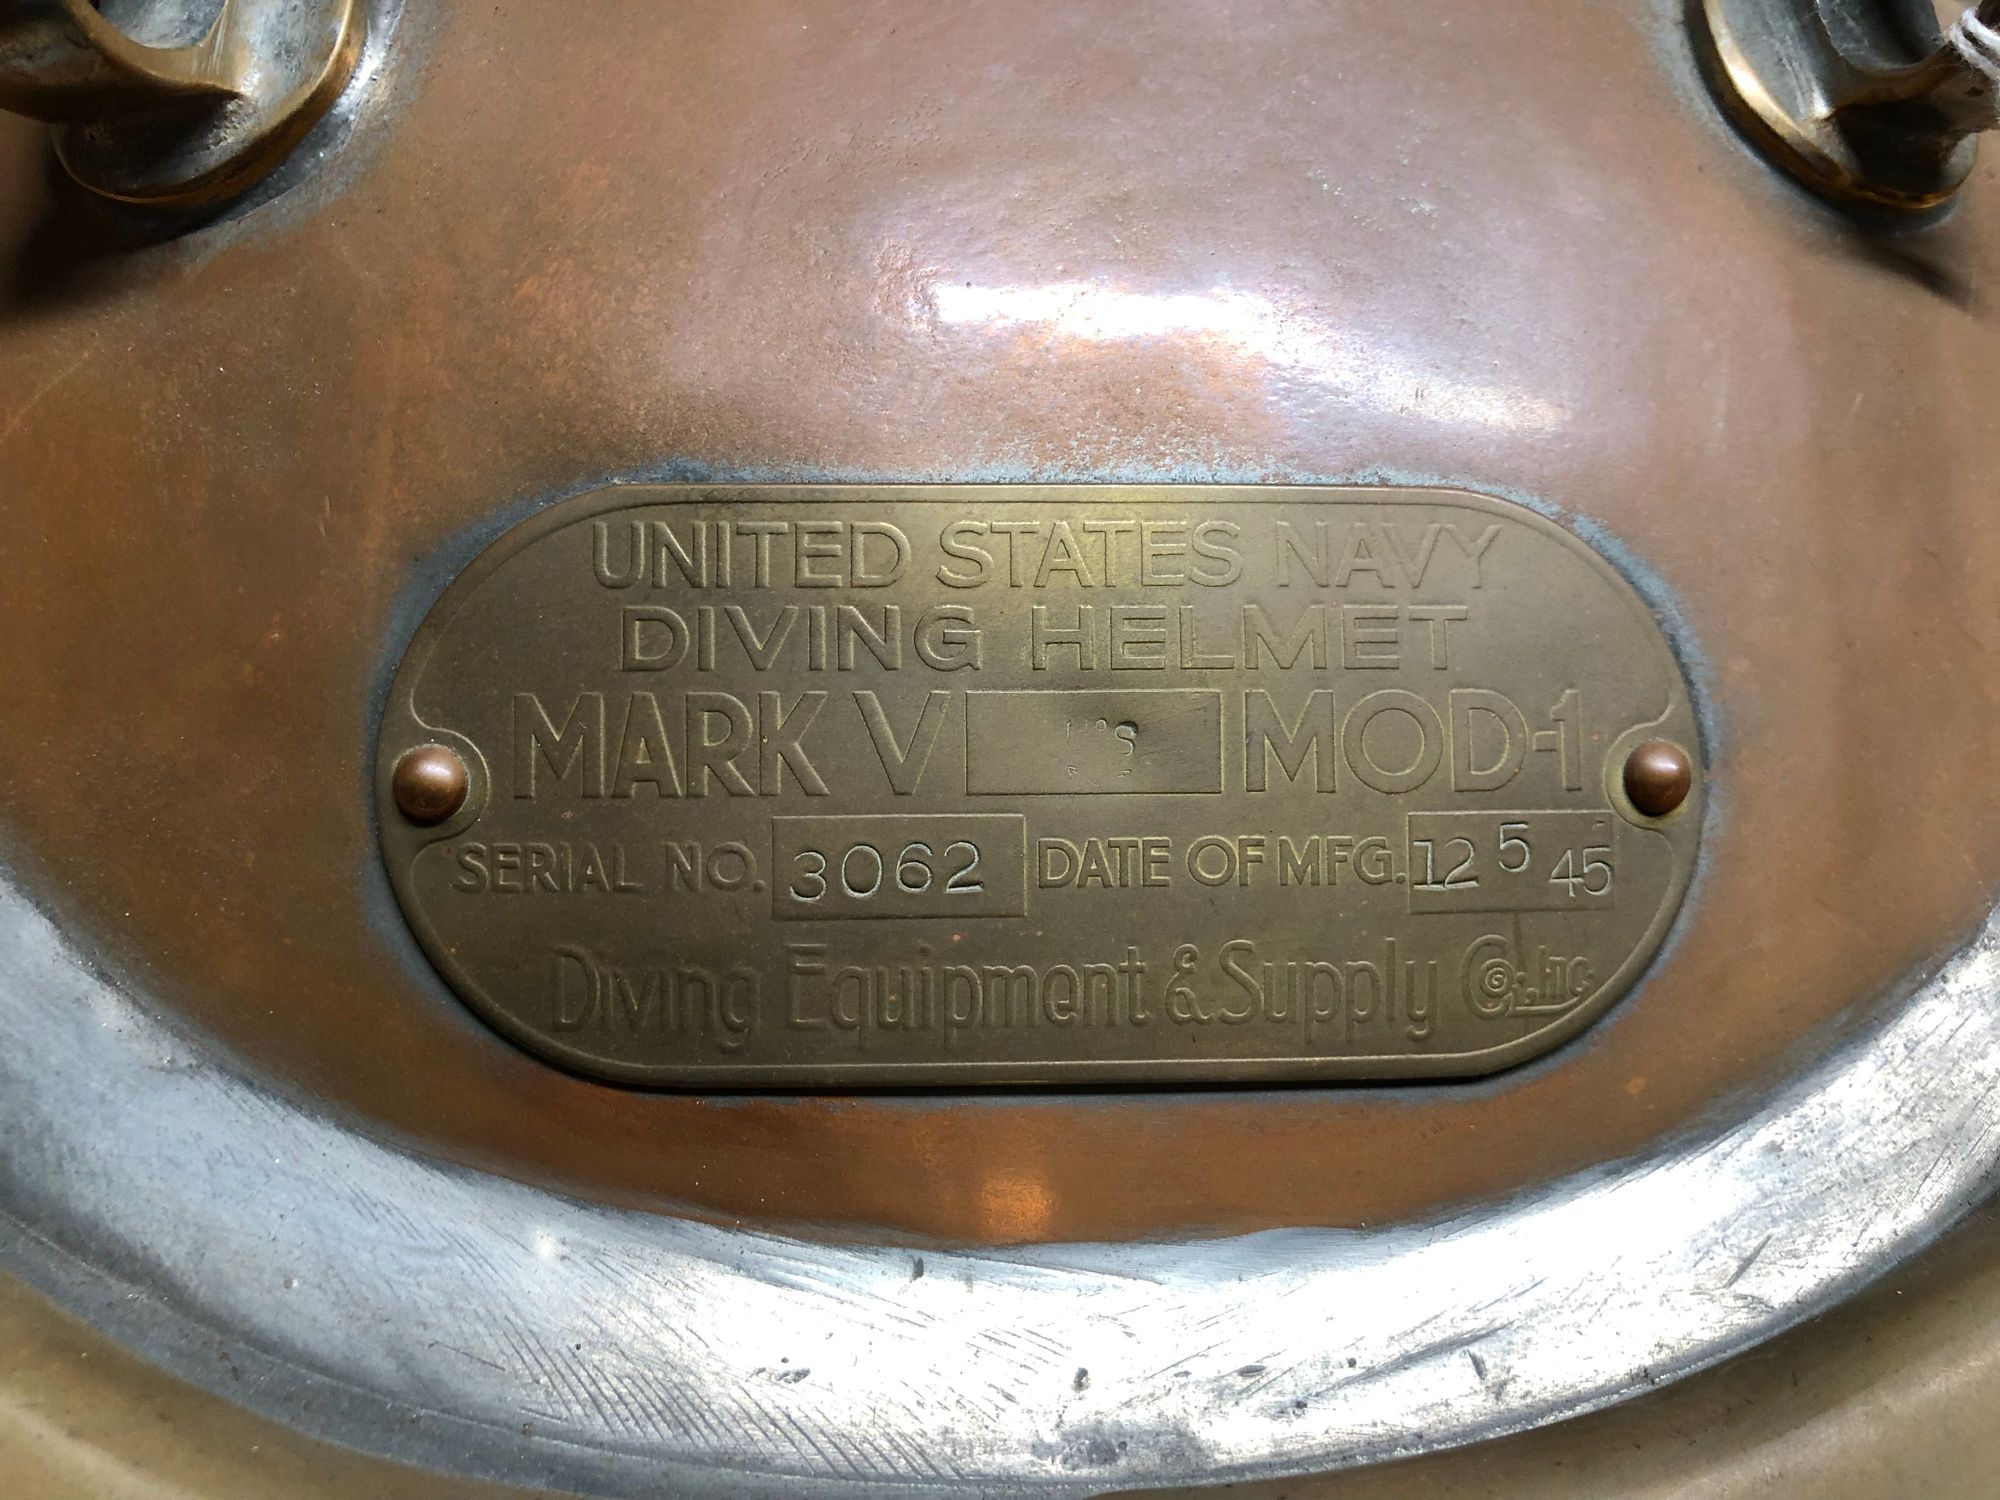 UNITED STATES NAVY
DIVING HELMET
MARK V MOD-1
SERIAL NO. 3062 DATE OF MFG. 12 5 45
Diving Equipment & Supply Co. Inc.